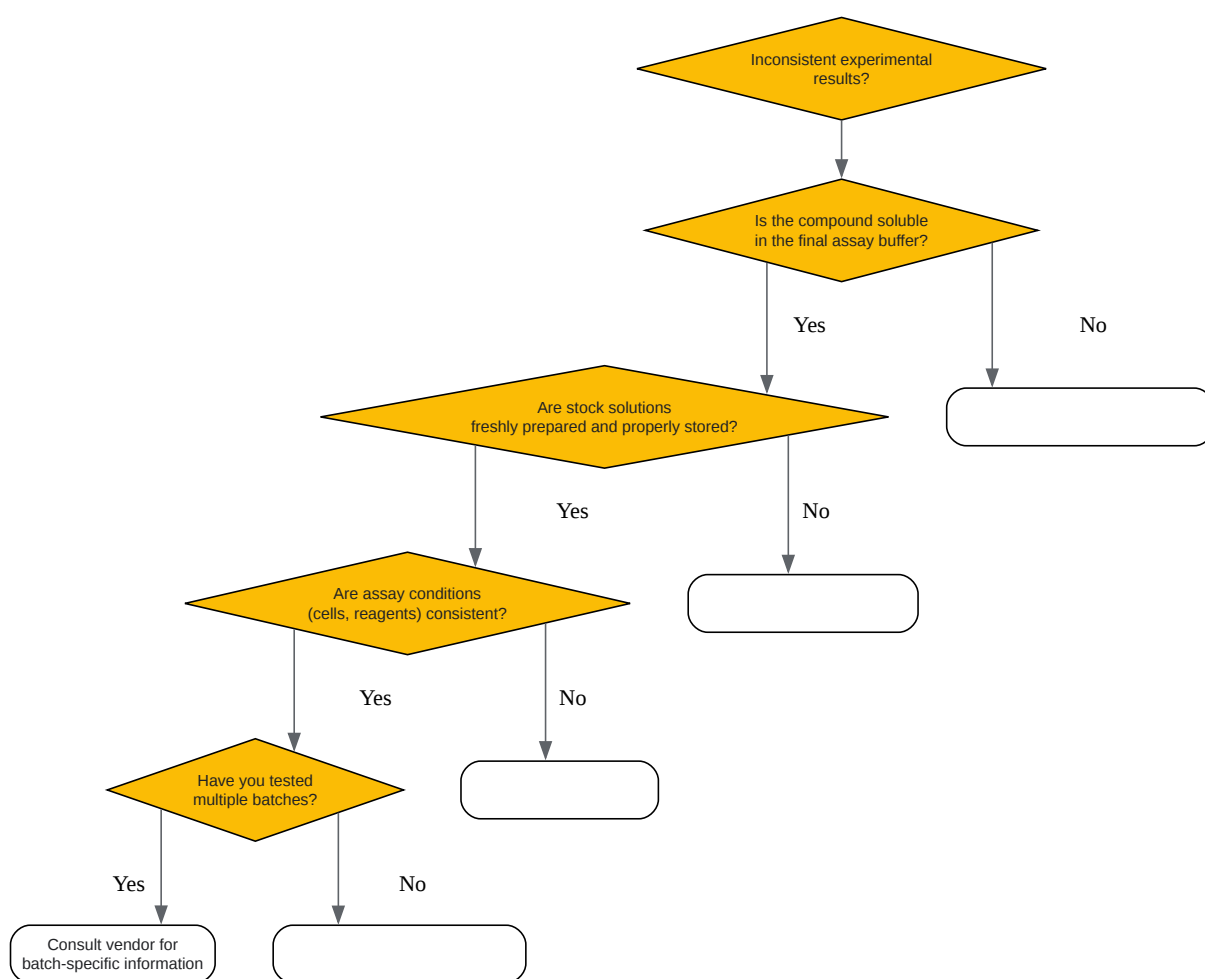 Inconsistent experimental
results?
Is the compound soluble
in the final assay buffer?
Yes
No
Are stock solutions
freshly prepared and properly stored?
Yes
No
Are assay conditions
(cells, reagents) consistent?
Yes
No
Have you tested
multiple batches?
Yes
No
Consult vendor for
batch-specific information